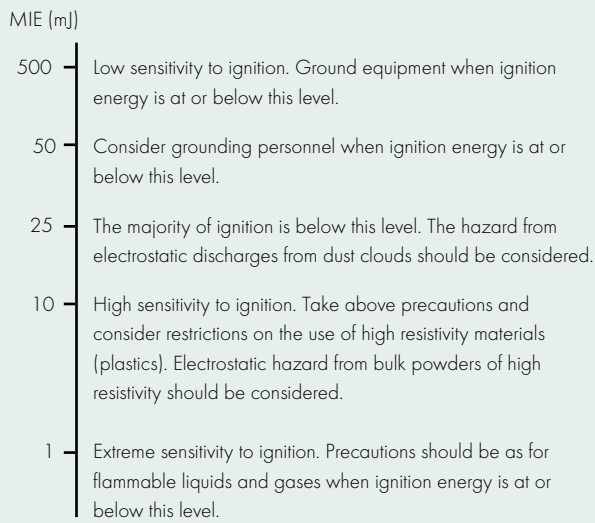 MIE (mJ)
500 Low sensitivity to ignition. Ground equipment when ignition
energy is at or below this level.
50 Consider grounding personnel when ignition energy is at or
below this level.
25 The majority of ignition is below this level. The hazard from
electrostatic discharges from dust clouds should be considered.
10 High sensitivity to ignition. Take above precautions and
consider restrictions on the use of high resistivity materials
(plastics). Electrostatic hazard from bulk powders of high
resistivity should be considered.
1 Extreme sensitivity to ignition. Precautions should be as for
flammable liquids and gases when ignition energy is at or
below this level.